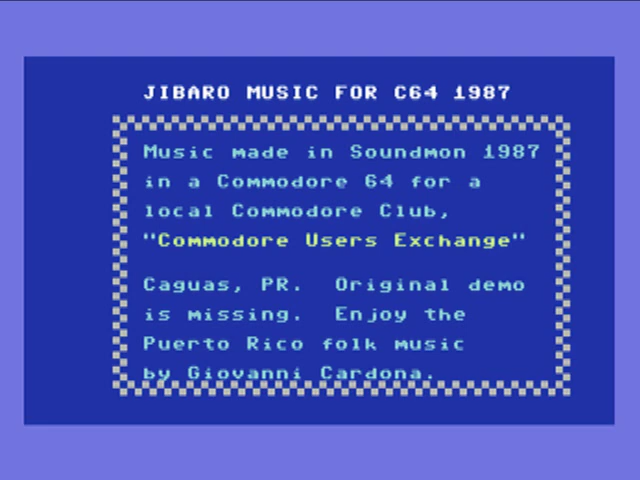 JIBARO MUSIC FOR C64 1987
Music made in Soundmon 1987
in a Commodore 64 for a
local Commodore Club,
"Commodore Users Exchange"
Caguas, PR. Original demo
is missing. Enjoy the
Puerto Rico folk music
by Giovanni Cardona.